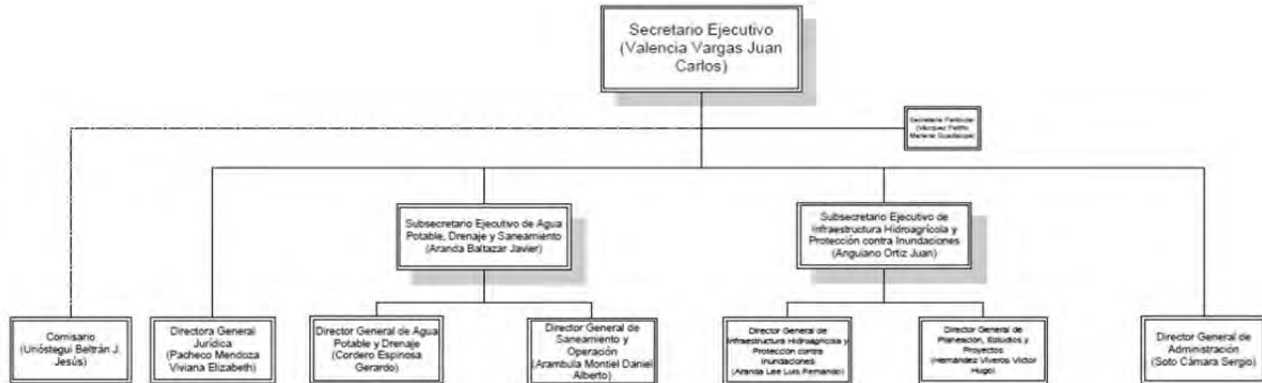 Secretario Ejecutivo
(Valencia Vargas Juan
Carlos)
Secretaria Particular
(Vázquez Patiño
Mariana Guadalupe)
Subsecretario Ejecutivo de Agua
Potable, Drenaje y Saneamiento
(Aranda Baltazar Javier)
Subsecretario Ejecutivo de
Infraestructura Hidroagrícola y
Protección contra Inundaciones
(Anguiano Ortiz Juan)
Comisario
(Urióstegui Beltrán J.
Jesús)
Directora General
Jurídica
(Pacheco Mendoza
Viviana Elizabeth)
Director General de Agua
Potable y Drenaje
(Cordero Espinosa
Gerardo)
Director General de
Saneamiento y
Operación
(Arambula Montiel Daniel
Alberto)
Director General de
Infraestructura Hidroagrícola y
Protección contra
Inundaciones
(Aranda Lee Luis Fernando)
Director General de
Planeación, Estudios y
Proyectos
(Hernández Viveros Víctor
Hugo)
Director General de
Administración
(Soto Cámara Sergio)